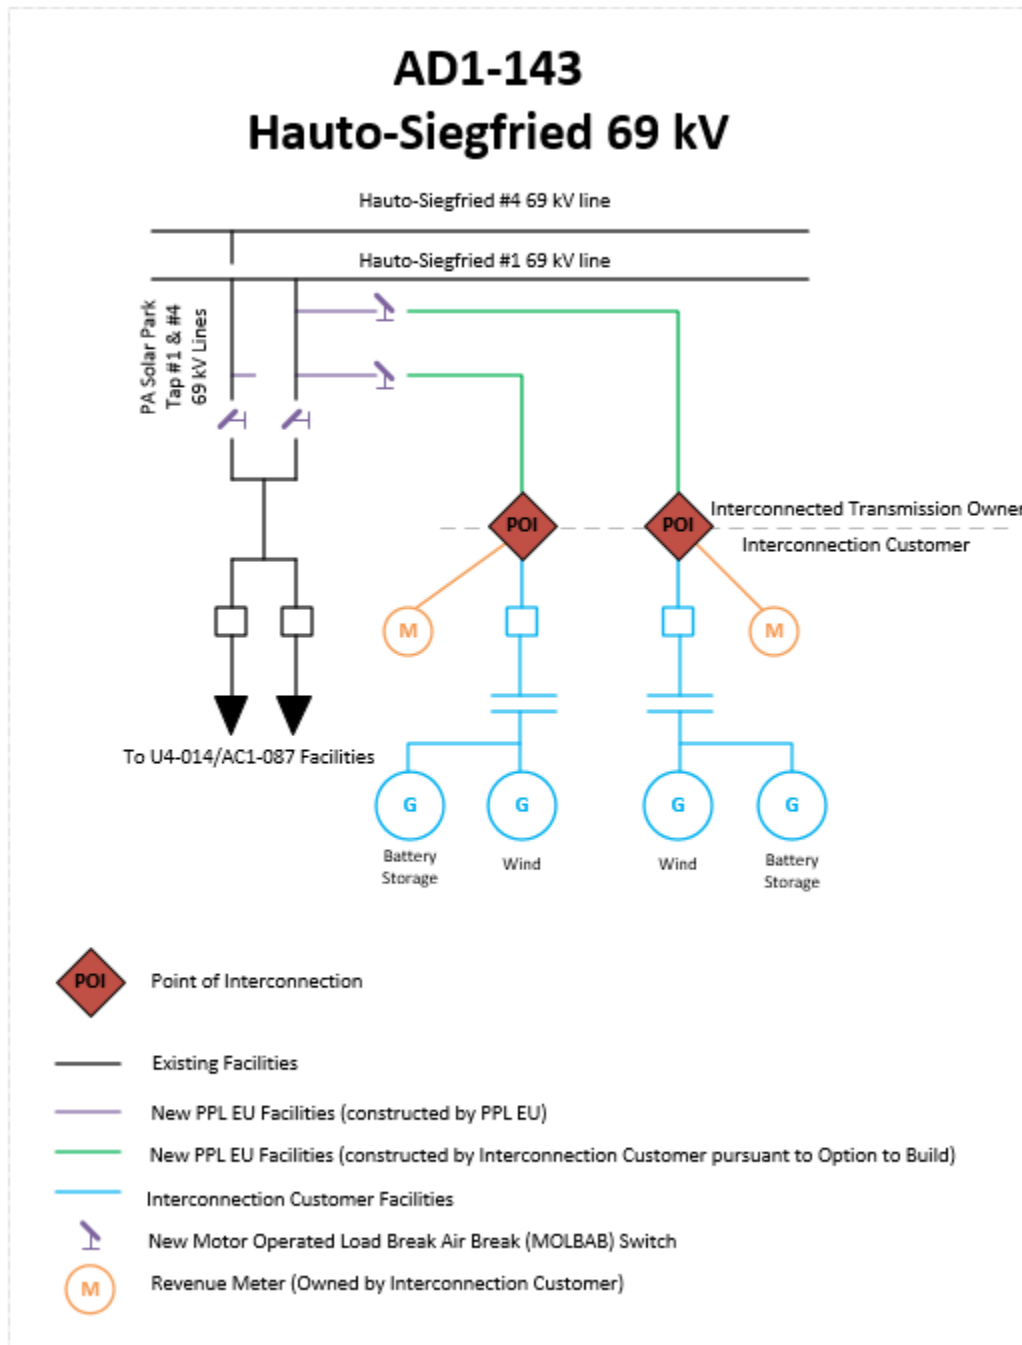 AD1-143
Hauto-Siegfried 69 kV
Hauto-Siegfried #4 69 kV line
Hauto-Siegfried #1 69 kV line
PA Solar Park
Tap #1 & #4
69 kV Lines
POI
POI
Interconnected Transmission Owner
Interconnection Customer
M
M
To U4-014/AC1-087 Facilities
G
G
G
G
Battery
Storage
Wind
Wind
Battery
Storage
POI
Point of Interconnection
Existing Facilities
New PPL EU Facilities (constructed by PPL EU)
New PPL EU Facilities (constructed by Interconnection Customer pursuant to Option to Build)
Interconnection Customer Facilities
New Motor Operated Load Break Air Break (MOLBAB) Switch
M
Revenue Meter (Owned by Interconnection Customer)